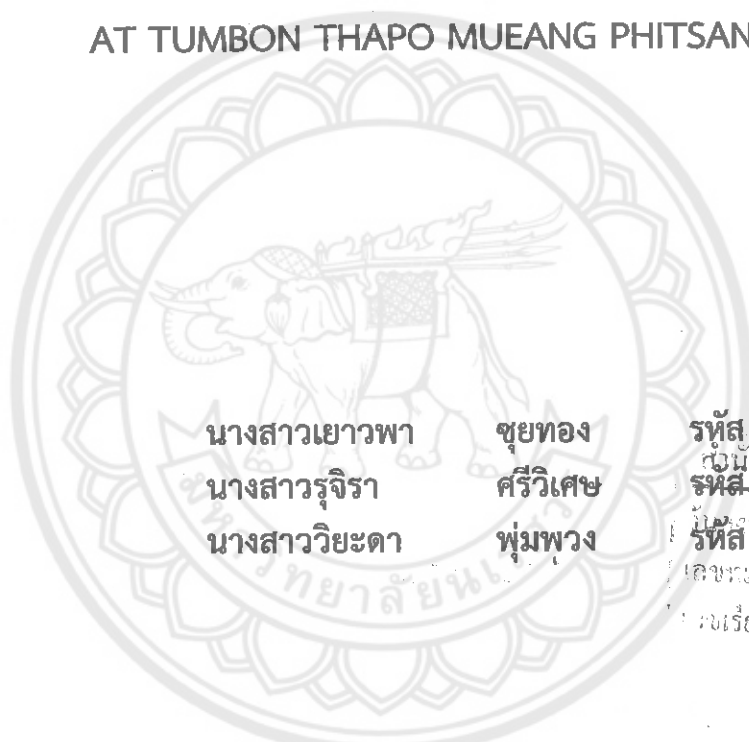 AT TUMBON THAPO MUEANG PHITSAN
นางสาวเยาวพา ซุยทอง รหัส
นางสาวรุจิรา ศรีวิเศษ รหัส
นางสาววิยะดา พุ่มพวง รหัส